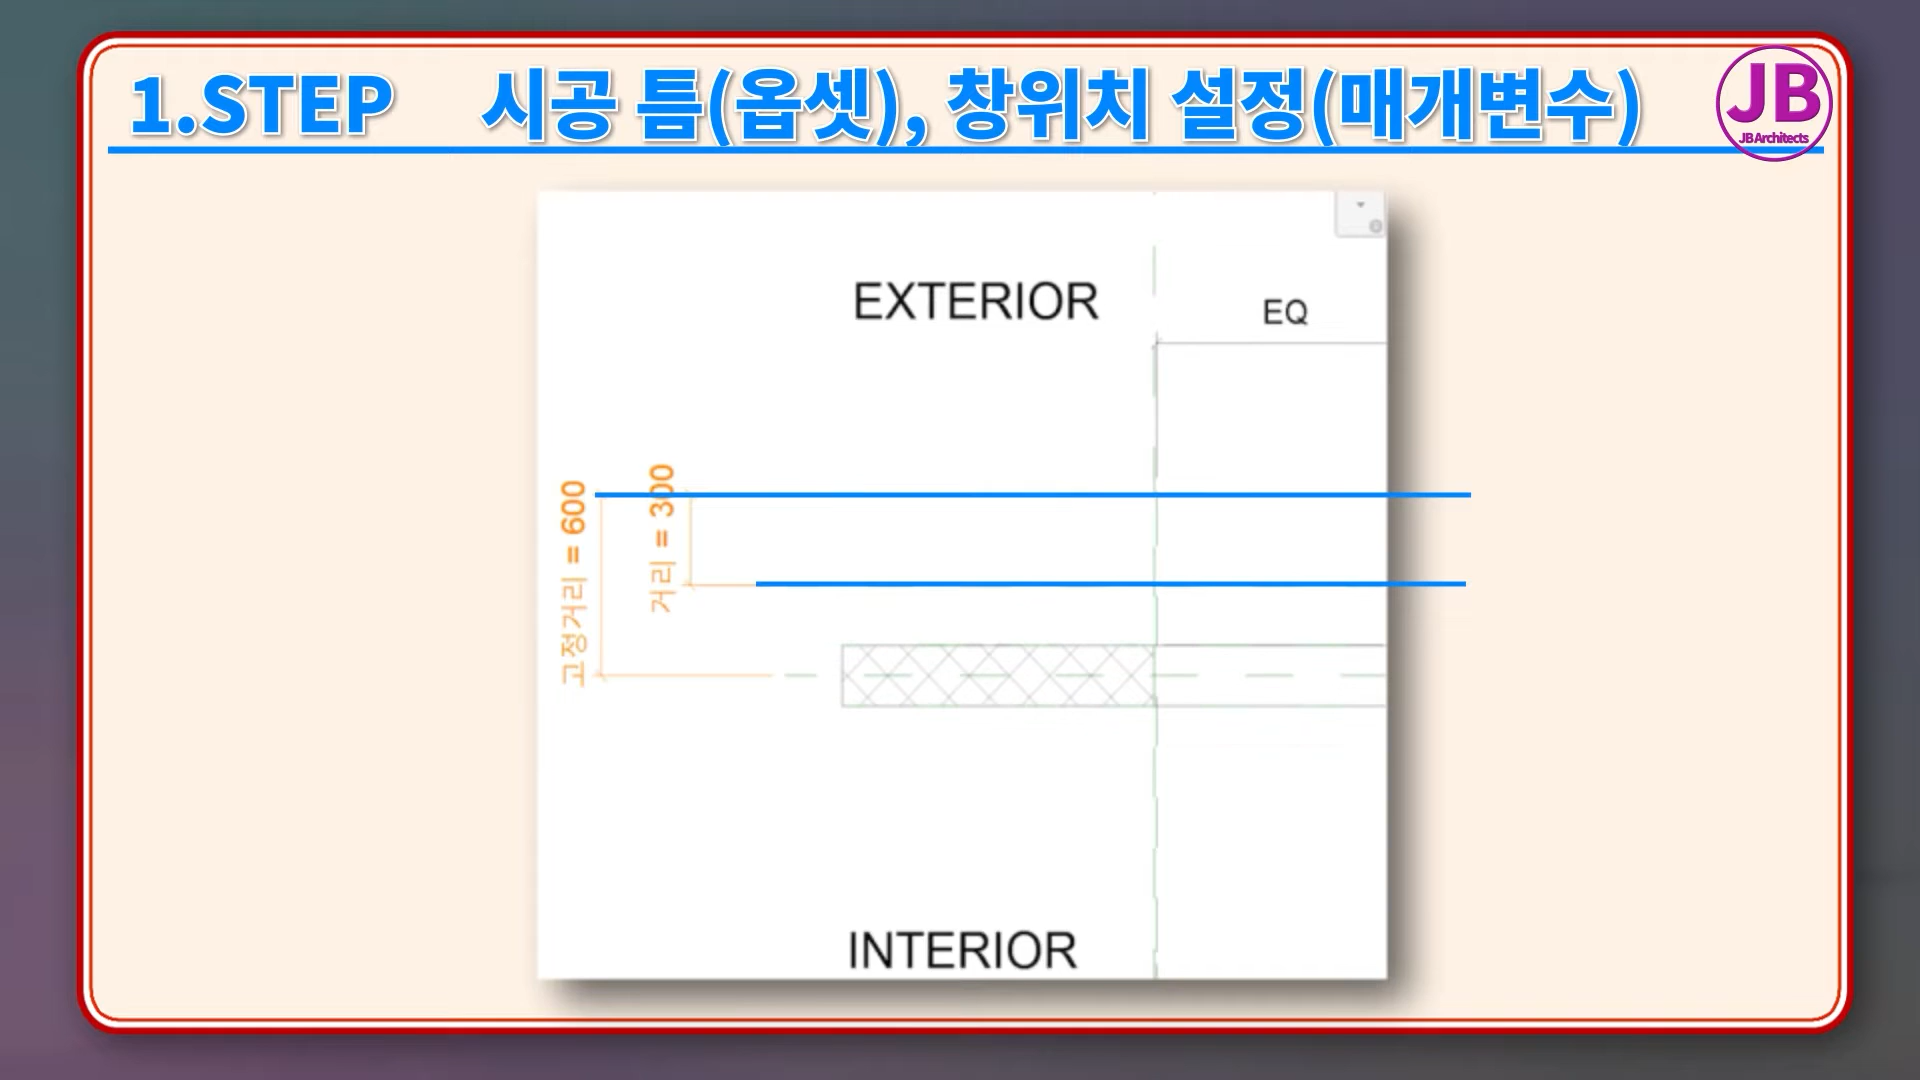 1.STEP 시공 틈(옵셋), 창위치 설정(매개변수)
JB
JB Architects
EXTERIOR
EQ
고정거리 = 600
거리 = 300
INTERIOR